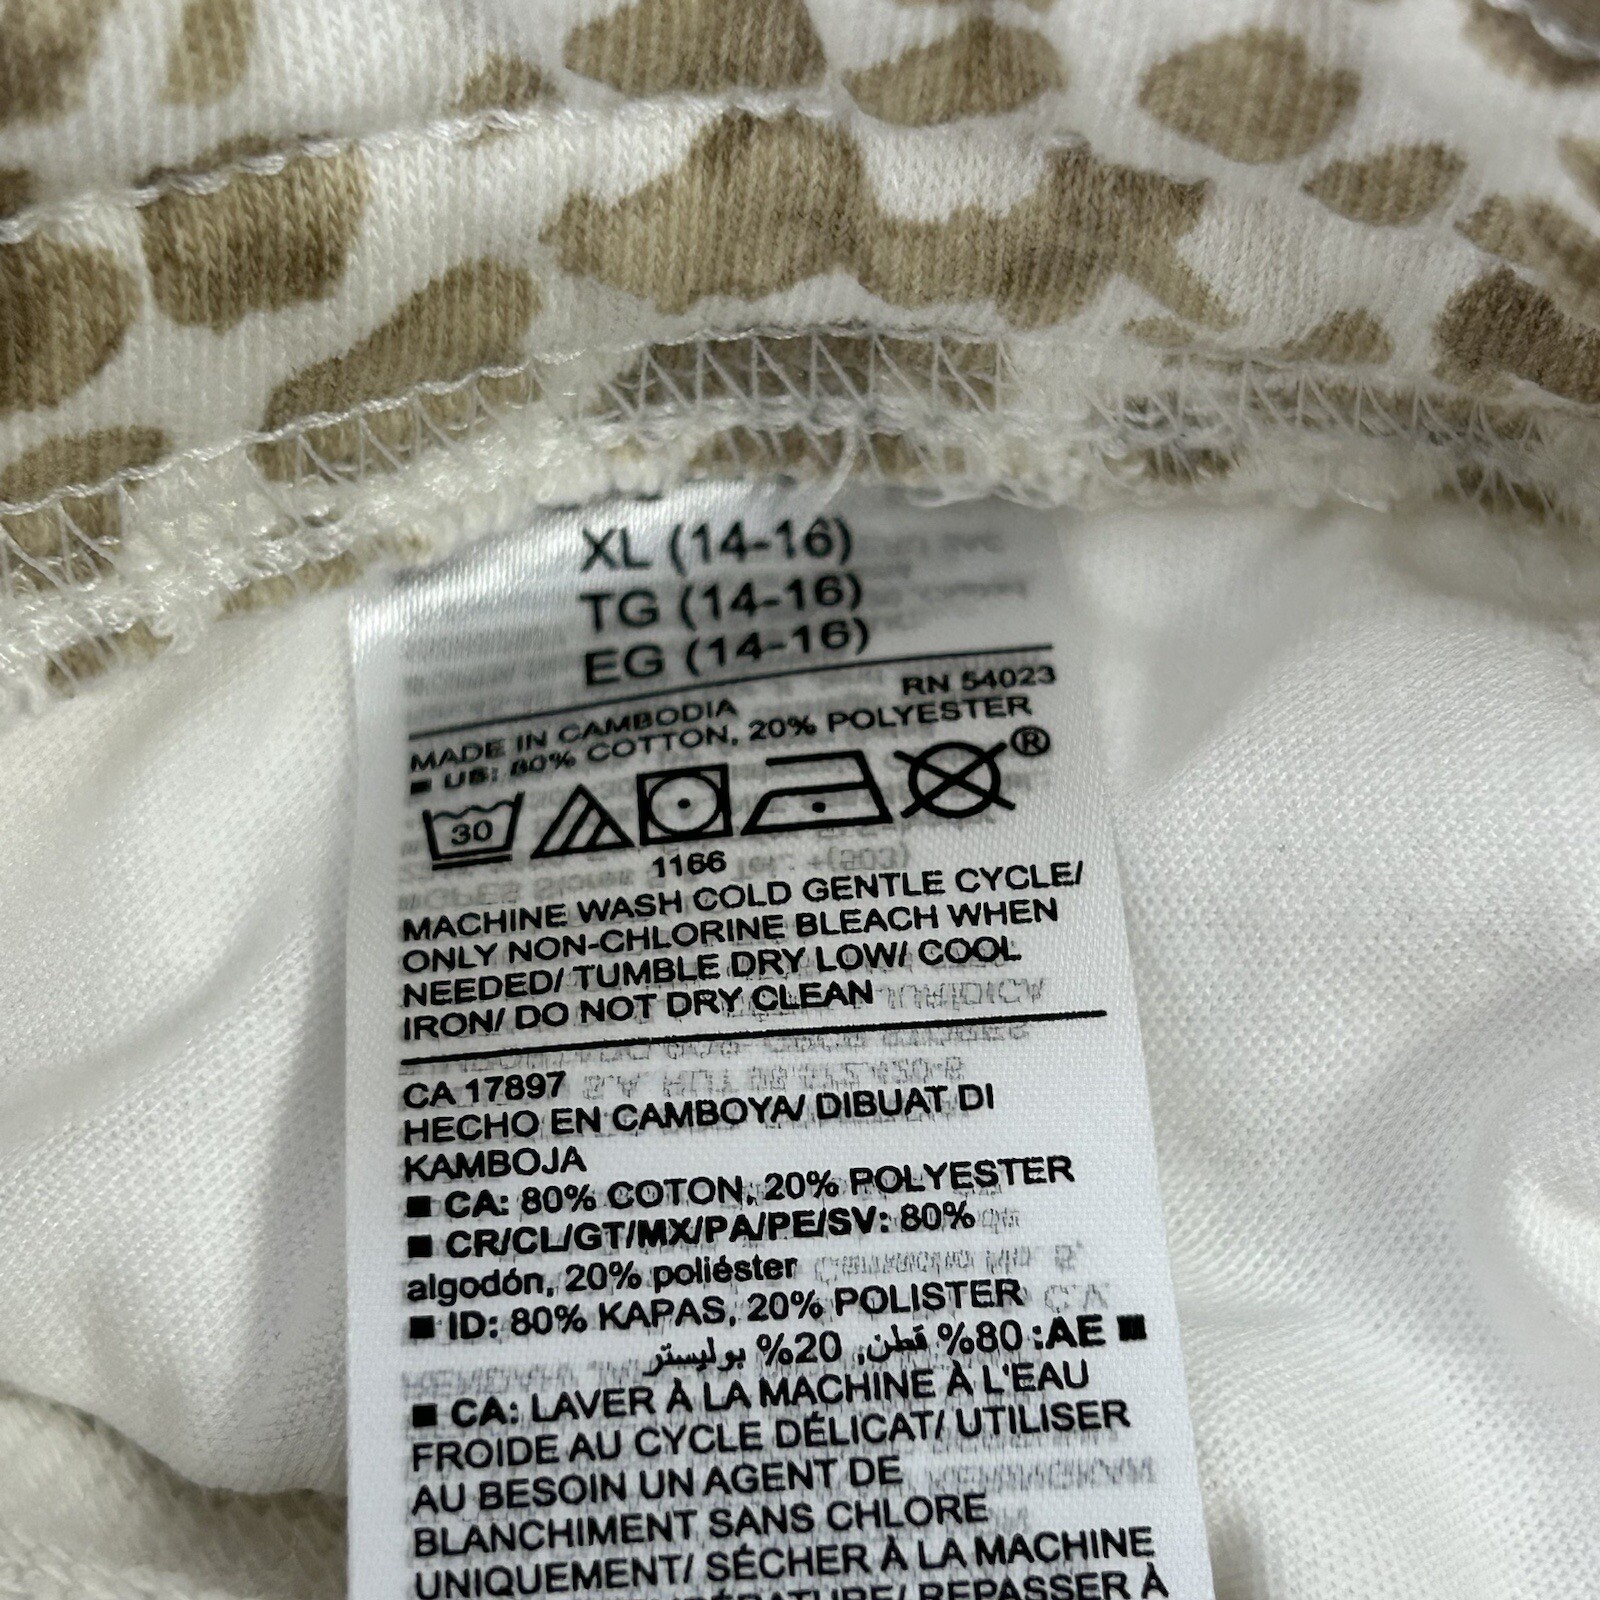 XL (14-16)
TG (14-16)
EG (14-16)
RN 54023
MADE IN CAMBODIA
■ US: 80% COTTON, 20% POLYESTER
30
®
1166
MACHINE WASH COLD GENTLE CYCLE/
ONLY NON-CHLORINE BLEACH WHEN
NEEDED/ TUMBLE DRY LOW/ COOL
IRON/ DO NOT DRY CLEAN
CA 17897
HECHO EN CAMBOYA/ DIBUAT DI
KAMBOJA
■ CA: 80% COTON, 20% POLYESTER
■ CR/CL/GT/MX/PA/PE/SV: 80%
algodón, 20% poliéster
■ ID: 80% KAPAS, 20% POLISTER
■ AE: 80% قطن, 20% بوليستر
■ CA: LAVER À LA MACHINE À L'EAU
FROIDE AU CYCLE DÉLICAT/ UTILISER
AU BESOIN UN AGENT DE
BLANCHIMENT SANS CHLORE
UNIQUEMENT/ SÉCHER À LA MACHINE
REPASSER À